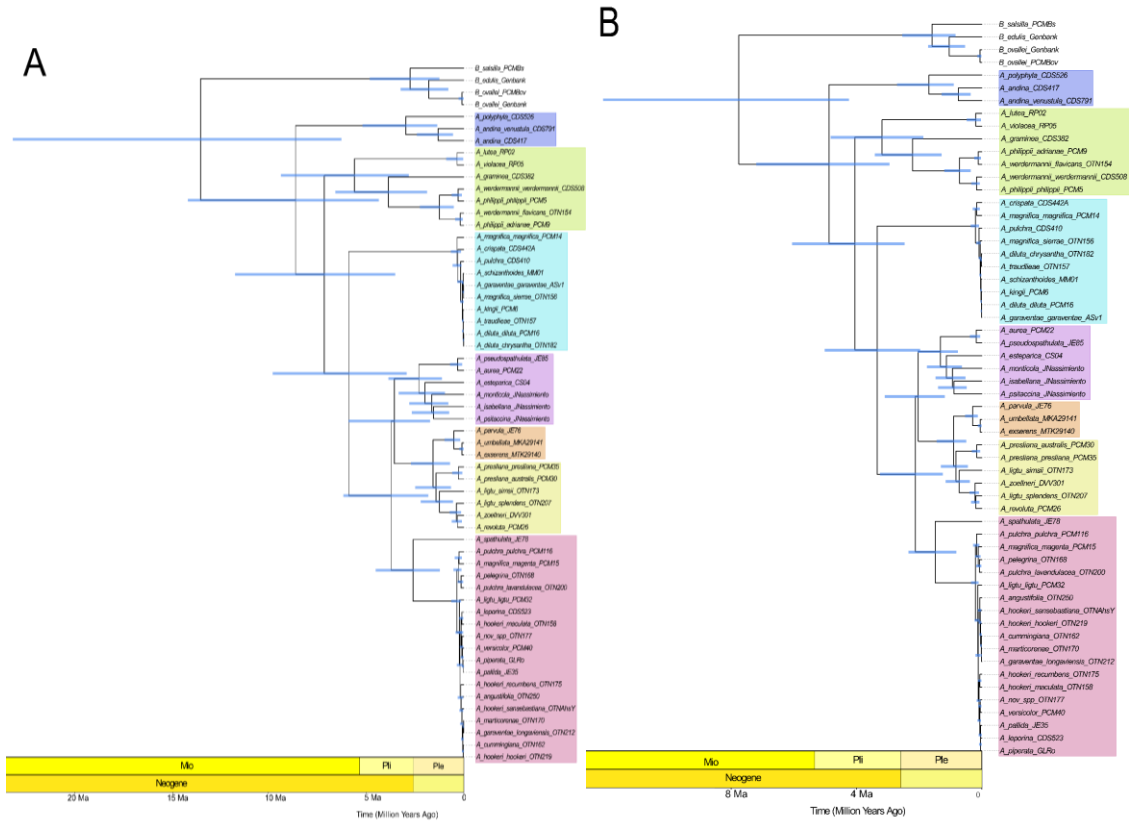 A
B_salsilla_PCMBs
B_edulis_Genbank
B_ovallei_PCMBov
B_ovallei_Genbank
A_polyphyla_CDS526
A_andina_venustula_CDS791
A_andina_CDS417
A_lutea_RP02
A_violacea_RP05
A_graminea_CDS382
A_werdermannii_werdermannii_CDS508
A_philippii_philippii_PCM5
A_werdermannii_flavicans_OTN154
A_philippii_adrianae_PCM9
A_magnifica_magnifica_PCM14
A_crispata_CDS442A
A_pulchra_CDS410
A_schizanthoides_MM01
A_garaventae_garaventae_ASv1
A_magnifica_sierrae_OTN156
A_kingii_PCM6
A_traudlieae_OTN157
A_diluta_diluta_PCM16
A_diluta_chrysantha_OTN182
A_pseudospathulata_JE85
A_aurea_PCM22
A_esteparica_CS04
A_monticola_JNassimiento
A_isabellana_JNassimiento
A_psitaccina_JNassimiento
A_parvula_JE76
A_umbellata_MKA29141
A_exserens_MTK29140
A_presliana_presliana_PCM35
A_presliana_australis_PCM30
A_ligtu_simsii_OTN173
A_ligtu_splendens_OTN207
A_zoellneri_DVV301
A_revoluta_PCM26
A_spathulata_JE78
A_pulchra_pulchra_PCM116
A_magnifica_magenta_PCM15
A_pelegrina_OTN168
A_pulchra_lavandulacea_OTN200
A_ligtu_ligtu_PCM32
A_leporina_CDS523
A_hookeri_maculata_OTN158
A_nov_spp_OTN177
A_versicolor_PCM40
A_piperata_GLRo
A_pallida_JE35
A_hookeri_recumbens_OTN175
A_angustifolia_OTN250
A_hookeri_sansebastiana_OTNAhsY
A_marticorenae_OTN170
A_garaventae_longaviensis_OTN212
A_cummingiana_OTN162
A_hookeri_hookeri_OTN219
Mio Pli Ple
Neogene
20 Ma 15 Ma 10 Ma 5 Ma 0
Time (Million Years Ago)
B
B_salsilla_PCMBs
B_edulis_Genbank
B_ovallei_Genbank
B_ovallei_PCMBov
A_polyphyla_CDS526
A_andina_CDS417
A_andina_venustula_CDS791
A_lutea_RP02
A_violacea_RP05
A_graminea_CDS382
A_philippii_adrianae_PCM9
A_werdermannii_flavicans_OTN154
A_werdermannii_werdermannii_CDS508
A_philippii_philippii_PCM5
A_crispata_CDS442A
A_magnifica_magnifica_PCM14
A_pulchra_CDS410
A_magnifica_sierrae_OTN156
A_diluta_chrysantha_OTN182
A_traudlieae_OTN157
A_schizanthoides_MM01
A_kingii_PCM6
A_diluta_diluta_PCM16
A_garaventae_garaventae_ASv1
A_aurea_PCM22
A_pseudospathulata_JE85
A_esteparica_CS04
A_monticola_JNassimiento
A_isabellana_JNassimiento
A_psitaccina_JNassimiento
A_parvula_JE76
A_umbellata_MKA29141
A_exserens_MTK29140
A_presliana_australis_PCM30
A_presliana_presliana_PCM35
A_ligtu_simsii_OTN173
A_zoellneri_DVV301
A_ligtu_splendens_OTN207
A_revoluta_PCM26
A_spathulata_JE78
A_pulchra_pulchra_PCM116
A_magnifica_magenta_PCM15
A_pelegrina_OTN168
A_pulchra_lavandulacea_OTN200
A_ligtu_ligtu_PCM32
A_angustifolia_OTN250
A_hookeri_sansebastiana_OTNAhsY
A_hookeri_hookeri_OTN219
A_cummingiana_OTN162
A_marticorenae_OTN170
A_garaventae_longaviensis_OTN212
A_hookeri_recumbens_OTN175
A_hookeri_maculata_OTN158
A_nov_spp_OTN177
A_versicolor_PCM40
A_pallida_JE35
A_leporina_CDS523
A_piperata_GLRo
Mio Pli Ple
Neogene
8 Ma 4 Ma 0
Time (Million Years Ago)